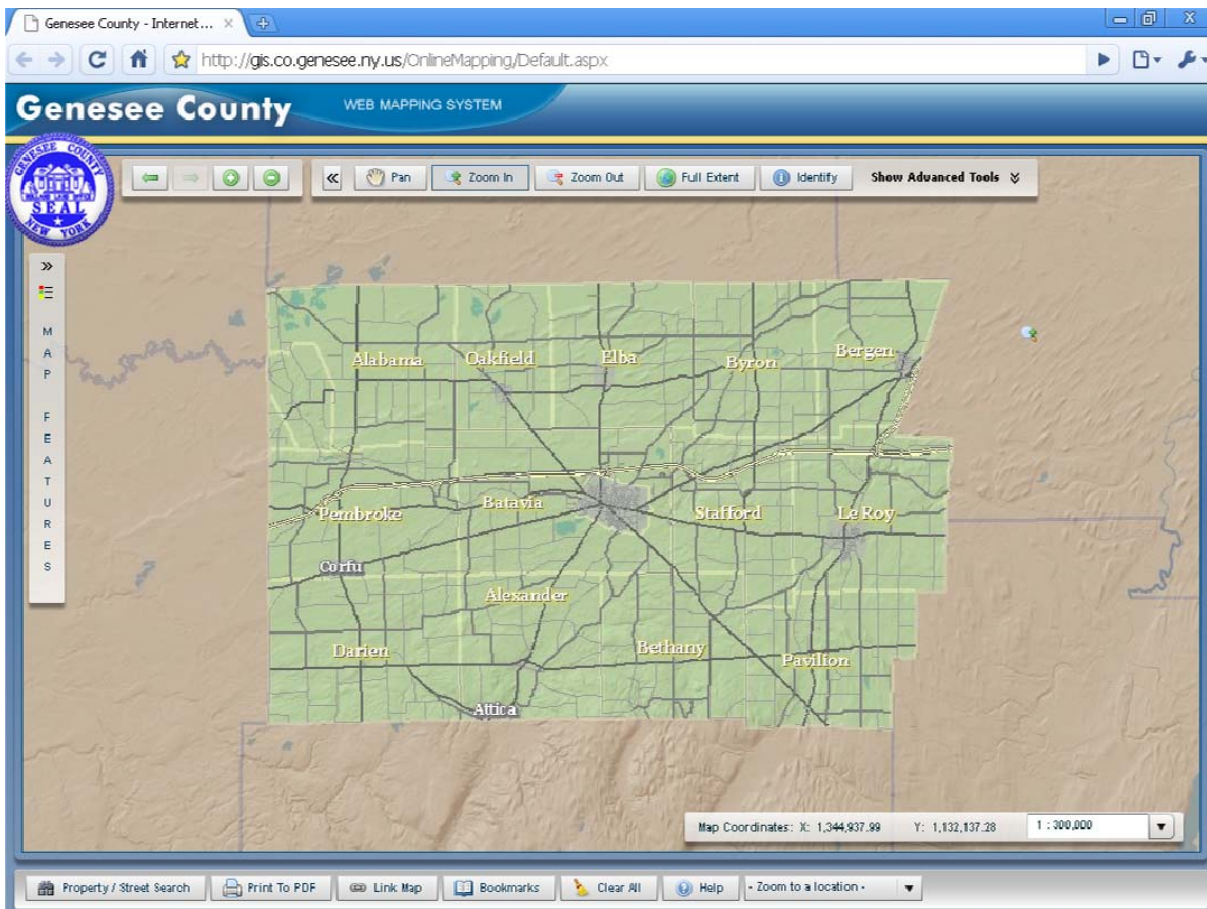 Genesee County - Internet...
http://gis.co.genesee.ny.us/OnlineMapping/Default.aspx
Genesee County WEB MAPPING SYSTEM
GENESEE COUNTY
SEAL
NEW YORK
Pan Zoom In Zoom Out Full Extent Identify Show Advanced Tools
MAP FEATURES
Alabama Oakfield Elba Byron Bergen
Pembroke Batavia Stafford Le Roy
Corfu
Alexander
Darien Bethany Pavilion
Attica
Map Coordinates: X: 1,344,937.99 Y: 1,132,137.28 1 : 300,000
Property / Street Search Print To PDF Link Map Bookmarks Clear All Help - Zoom to a location -